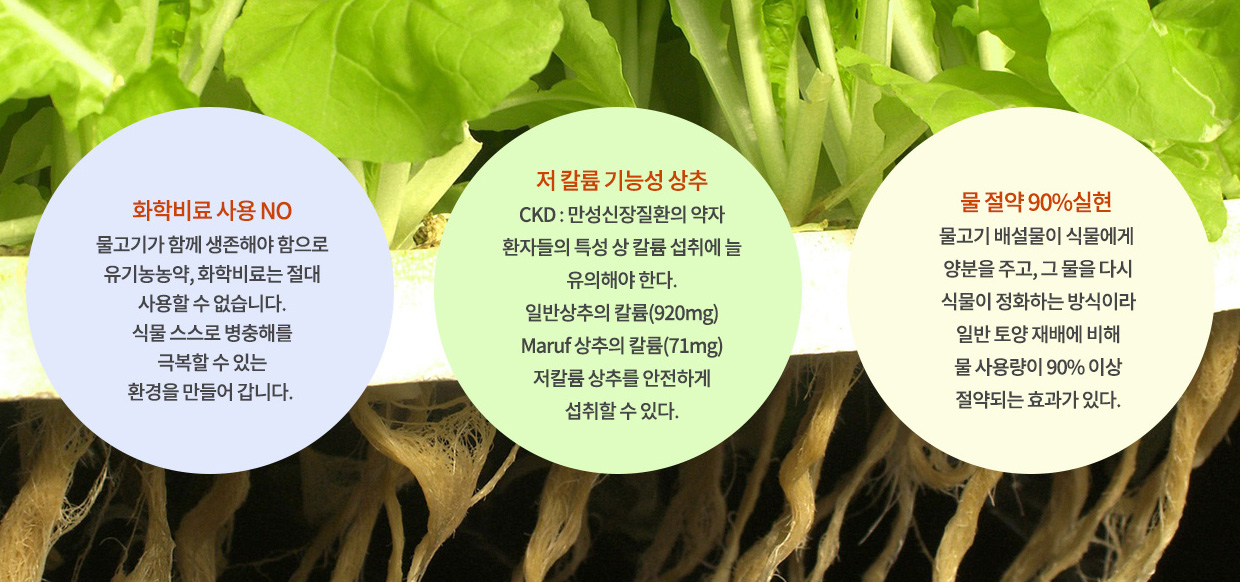 화학비료 사용 NO
물고기가 함께 생존해야 함으로
유기농농약, 화학비료는 절대
사용할 수 없습니다.
식물 스스로 병충해를
극복할 수 있는
환경을 만들어 갑니다.
저 칼륨 기능성 상추
CKD : 만성신장질환의 약자
환자들의 특성 상 칼륨 섭취에 늘
유의해야 한다.
일반상추의 칼륨(920mg)
Maruf 상추의 칼륨(71mg)
저칼륨 상추를 안전하게
섭취할 수 있다.
물 절약 90%실현
물고기 배설물이 식물에게
양분을 주고, 그 물을 다시
식물이 정화하는 방식이라
일반 토양 재배에 비해
물 사용량이 90% 이상
절약되는 효과가 있다.